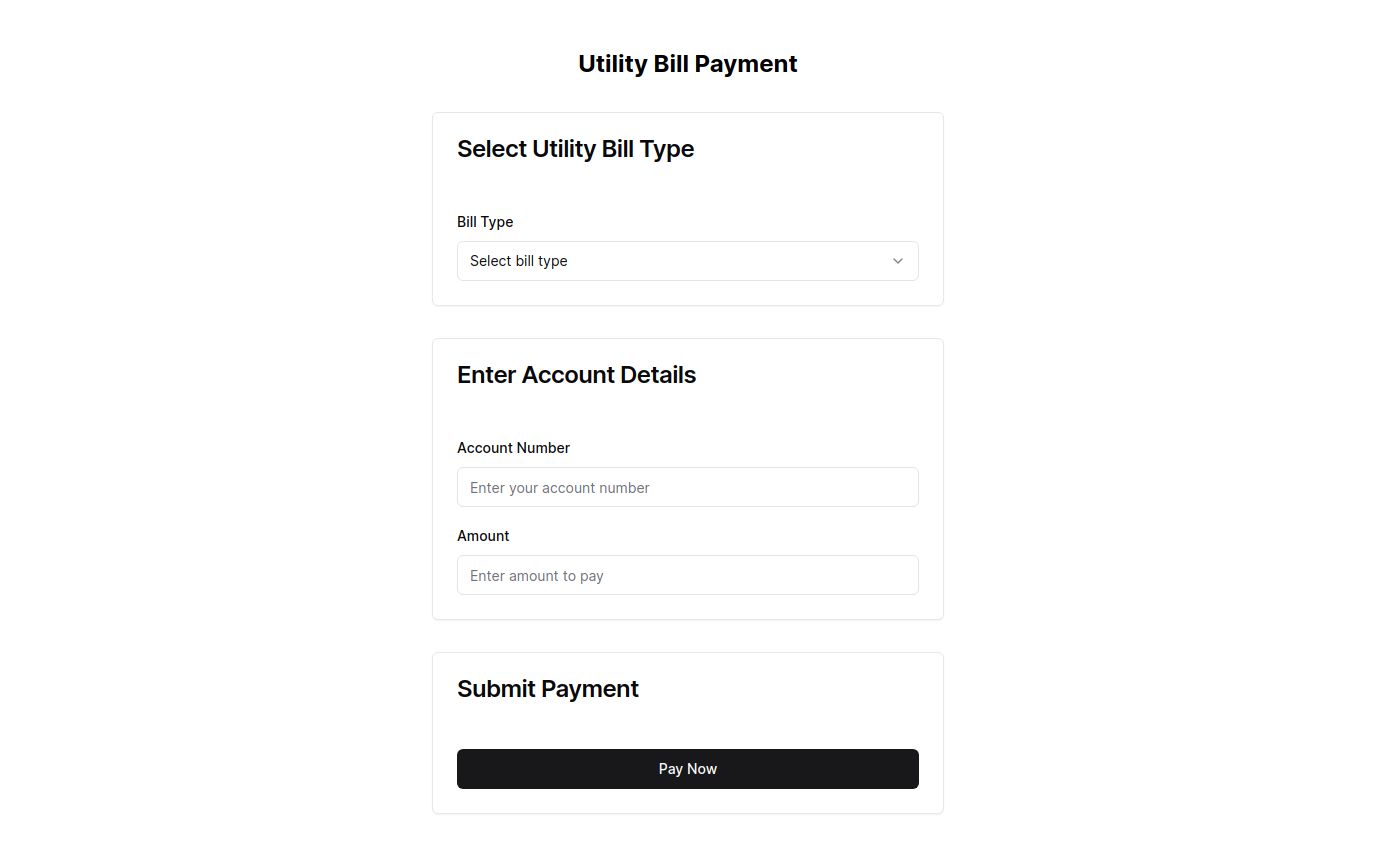 Utility Bill Payment
Select Utility Bill Type
Bill Type
Select bill type
Enter Account Details
Account Number
Enter your account number
Amount
Enter amount to pay
Submit Payment
Pay Now